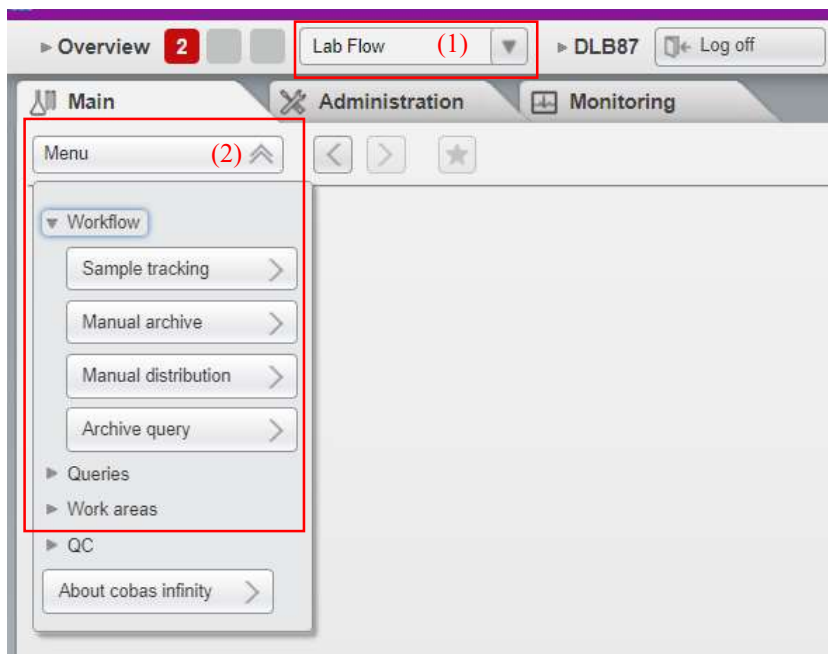 Overview 2 Lab Flow (1) DLB87 Log off
Main Administration Monitoring
Menu (2)
Workflow
Sample tracking
Manual archive
Manual distribution
Archive query
Queries
Work areas
QC
About cobas infinity